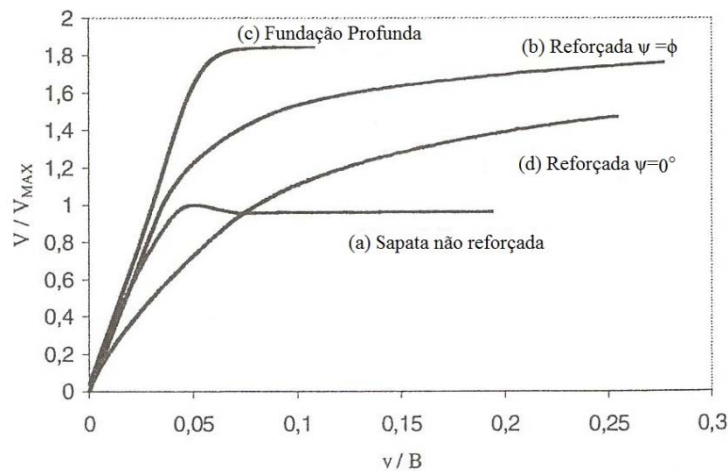 2
1,8
1,6
1,4
1,2
1
0,8
0,6
0,4
0,2
0
V / V_MAX
(c) Fundação Profunda
(b) Reforçada ψ =ϕ
(d) Reforçada ψ=0°
(a) Sapata não reforçada
0 0,05 0,1 0,15 0,2 0,25 0,3
v / B